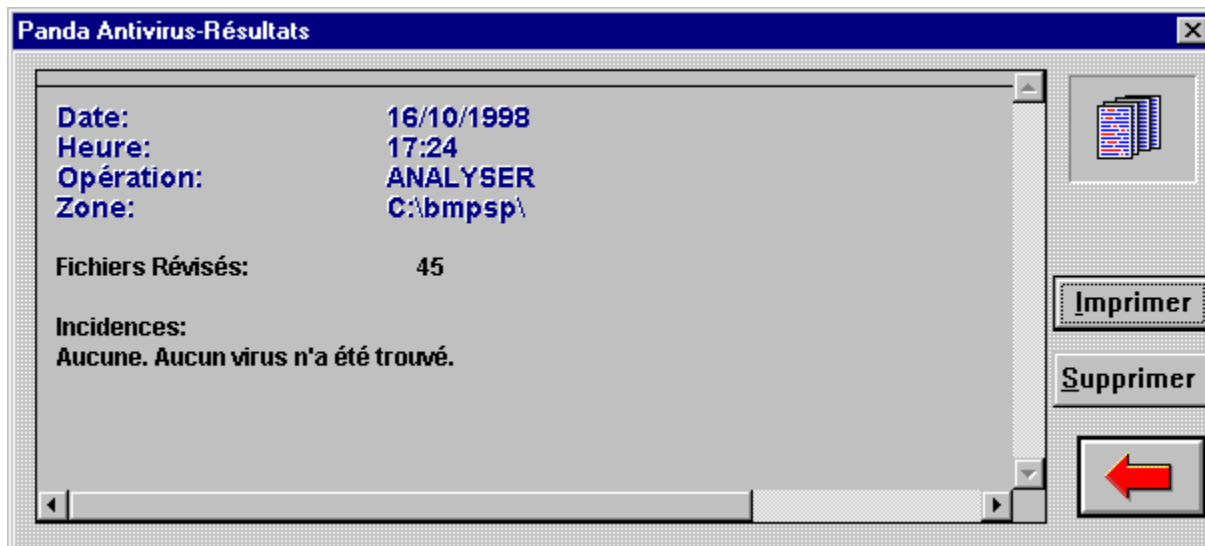 Panda Antivirus-Résultats
Date: 16/10/1998
Heure: 17:24
Opération: ANALYSER
Zone: C:\bmpsp\
Fichiers Révisés: 45
Incidences:
Aucune. Aucun virus n'a été trouvé.
Imprimer
Supprimer